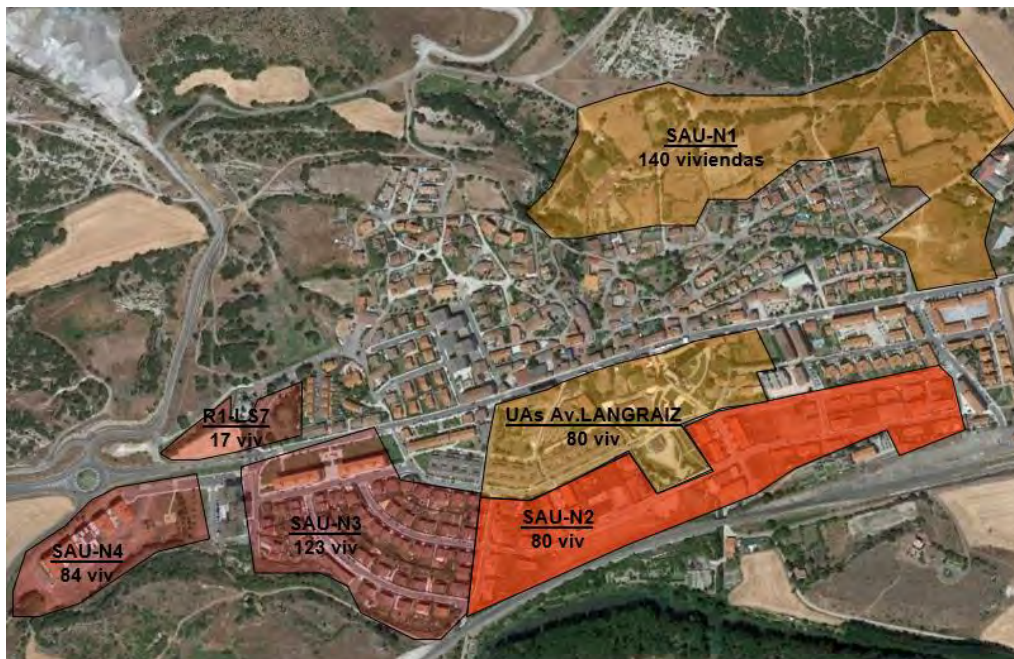 SAU-N1
140 viviendas
R1-LS7
17 viv
UAs Av.LANGRAIZ
80 viv
SAU-N2
80 viv
SAU-N3
123 viv
SAU-N4
84 viv